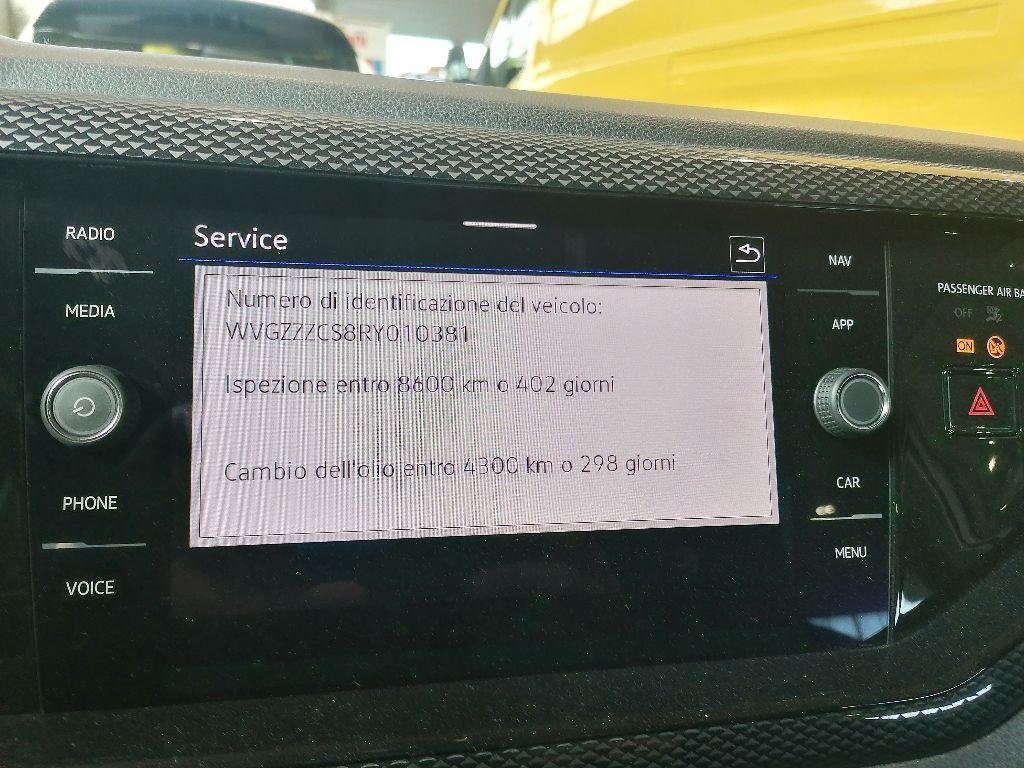 RADIO
MEDIA
PHONE
VOICE
Service
Numero di identificazione del veicolo:
WVGZZZCS8RY010381
Ispezione entro 8600 km o 402 giorni
Cambio dell'olio entro 4300 km o 298 giorni
NAV
APP
CAR
MENU
PASSENGER AIR BA
OFF
ON